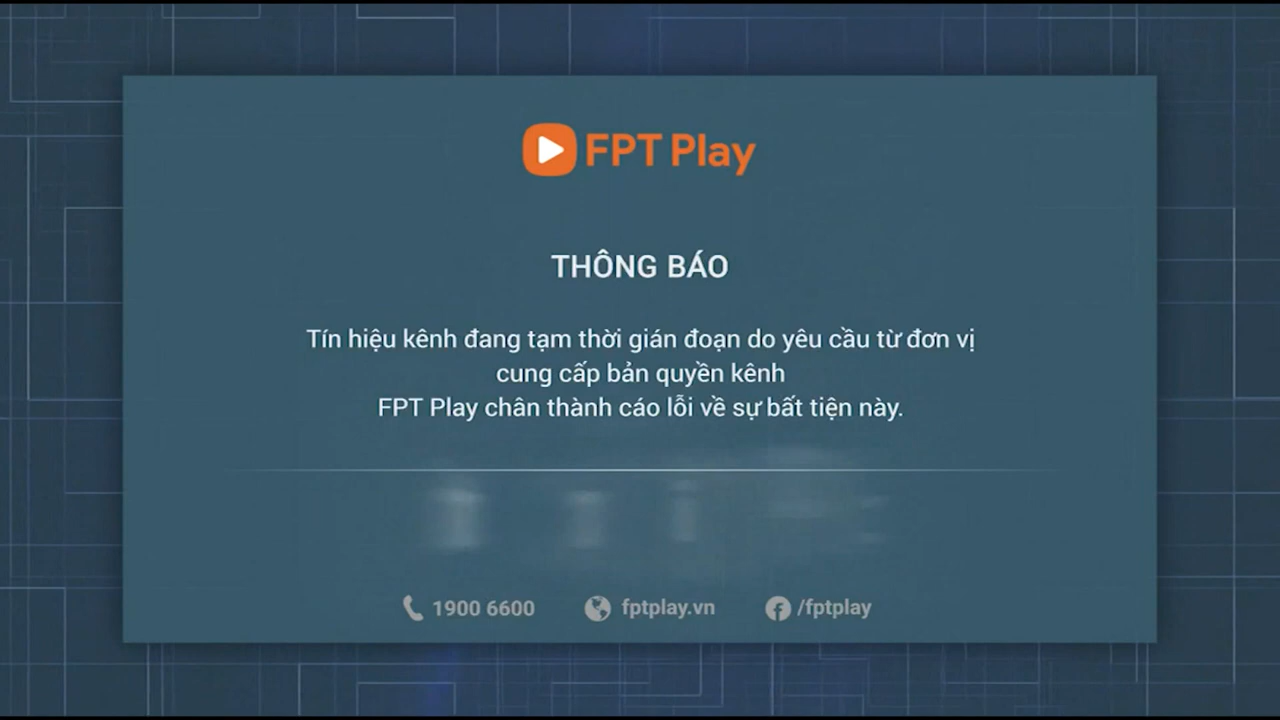 FPT Play
THÔNG BÁO
Tín hiệu kênh đang tạm thời gián đoạn do yêu cầu từ đơn vị
cung cấp bản quyền kênh
FPT Play chân thành cáo lỗi về sự bất tiện này.
1900 6600 fptplay.vn /fptplay